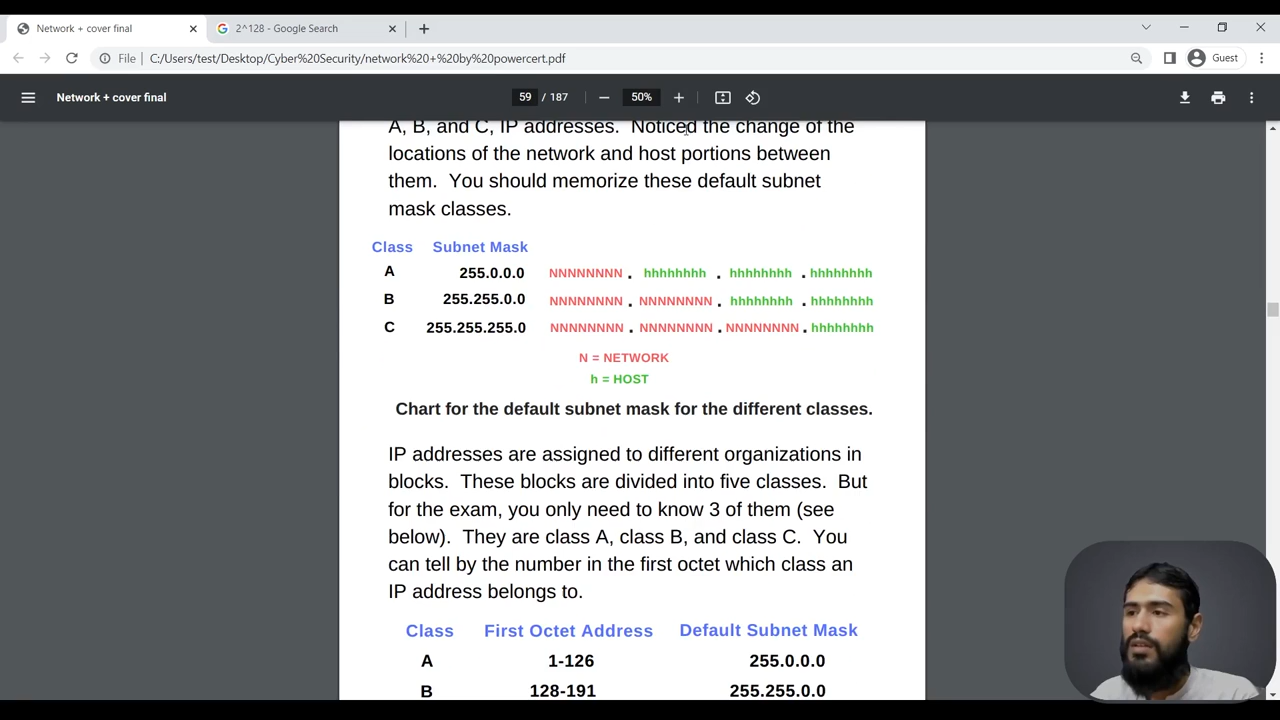 Network + cover final
2^128 - Google Search
File
C:/Users/test/Desktop/Cyber%20Security/network%20+%20by%20powercert.pdf
Guest
Network + cover final
59 / 187
50%
A, B, and C, IP addresses. Noticed the change of the
locations of the network and host portions between
them. You should memorize these default subnet
mask classes.
Class Subnet Mask
A 255.0.0.0 NNNNNNNN . hhhhhhhh . hhhhhhhh . hhhhhhhh
B 255.255.0.0 NNNNNNNN . NNNNNNNN . hhhhhhhh . hhhhhhhh
C 255.255.255.0 NNNNNNNN . NNNNNNNN . NNNNNNNN . hhhhhhhh
N = NETWORK
h = HOST
Chart for the default subnet mask for the different classes.
IP addresses are assigned to different organizations in
blocks. These blocks are divided into five classes. But
for the exam, you only need to know 3 of them (see
below). They are class A, class B, and class C. You
can tell by the number in the first octet which class an
IP address belongs to.
Class First Octet Address Default Subnet Mask
A 1-126 255.0.0.0
B 128-191 255.255.0.0